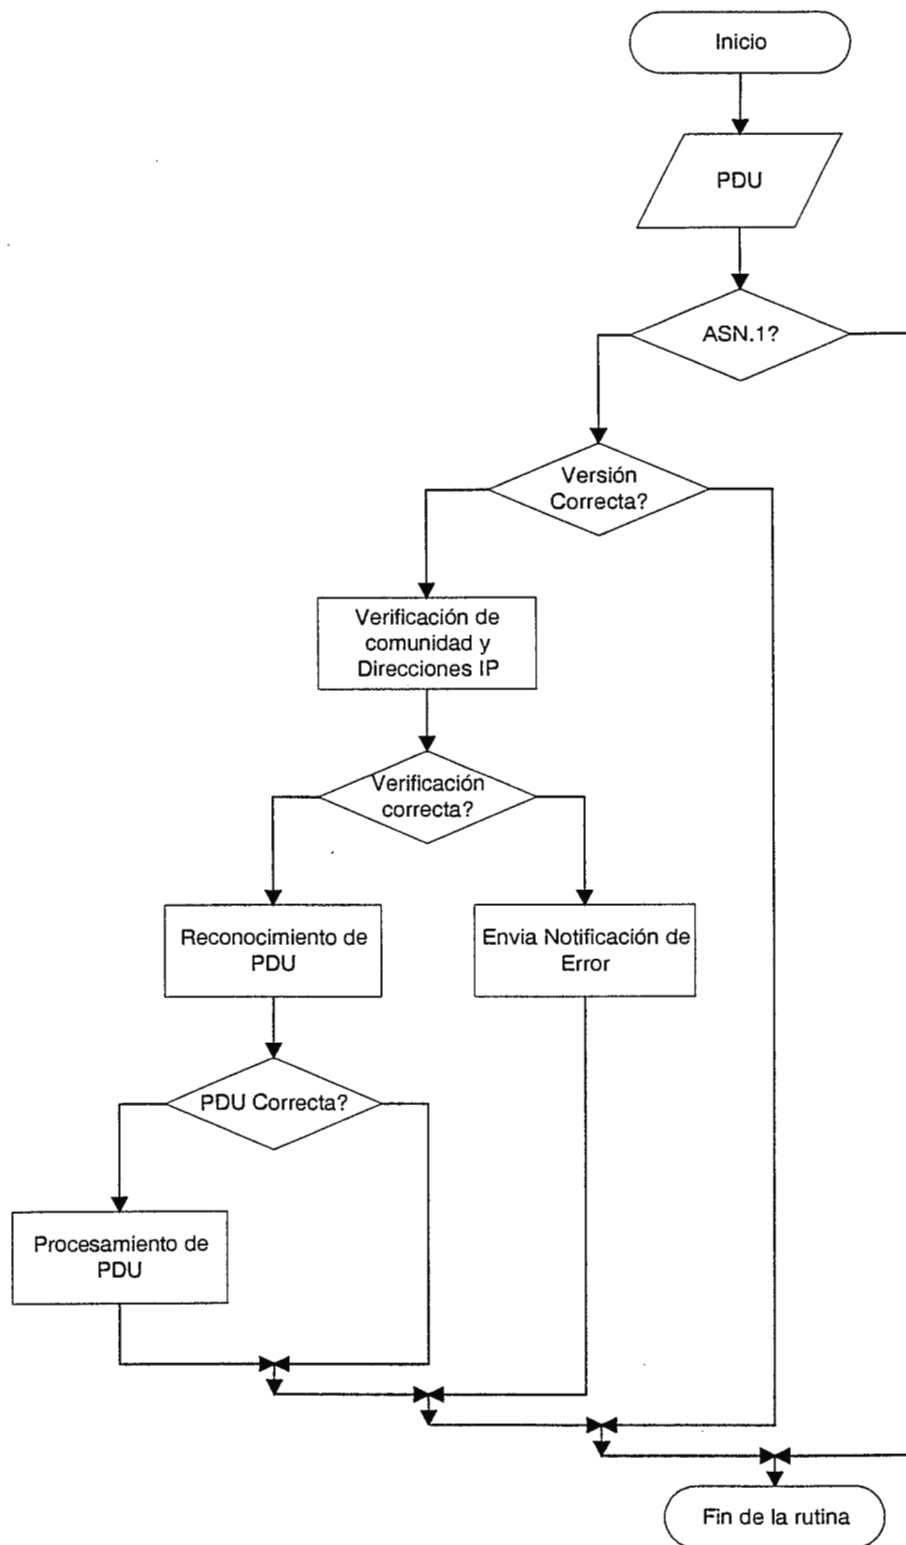 Inicio
PDU
ASN.1?
Versión
Correcta?
Verificación de
comunidad y
Direcciones IP
Verificación
correcta?
Reconocimiento de
PDU
Envia Notificación de
Error
PDU Correcta?
Procesamiento de
PDU
Fin de la rutina